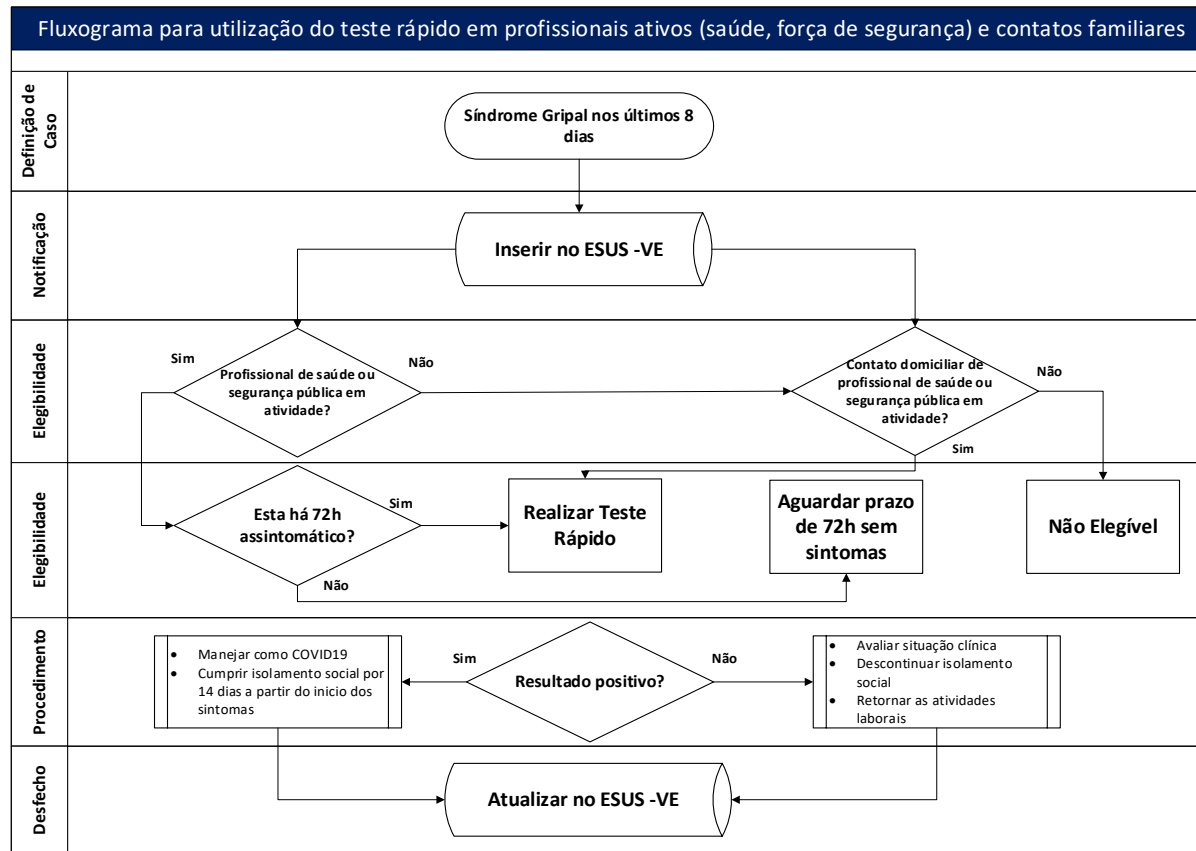 Fluxograma para utilização do teste rápido em profissionais ativos (saúde, força de segurança) e contatos familiares
Definição de
Caso
Síndrome Gripal nos últimos 8
dias
Notificação
Inserir no ESUS -VE
Elegibilidade
Sim
Profissional de saúde ou
segurança pública em
atividade?
Não
Contato domiciliar de
profissional de saúde ou
segurança pública em
atividade?
Não
Sim
Elegibilidade
Esta há 72h
assintomático?
Sim
Não
Realizar Teste
Rápido
Aguardar prazo
de 72h sem
sintomas
Não Elegível
Procedimento
• Manejar como COVID19
• Cumprir isolamento social por
14 dias a partir do inicio dos
sintomas
Sim
Resultado positivo?
Não
• Avaliar situação clínica
• Descontinuar isolamento
social
• Retornar as atividades
laborais
Desfecho
Atualizar no ESUS -VE